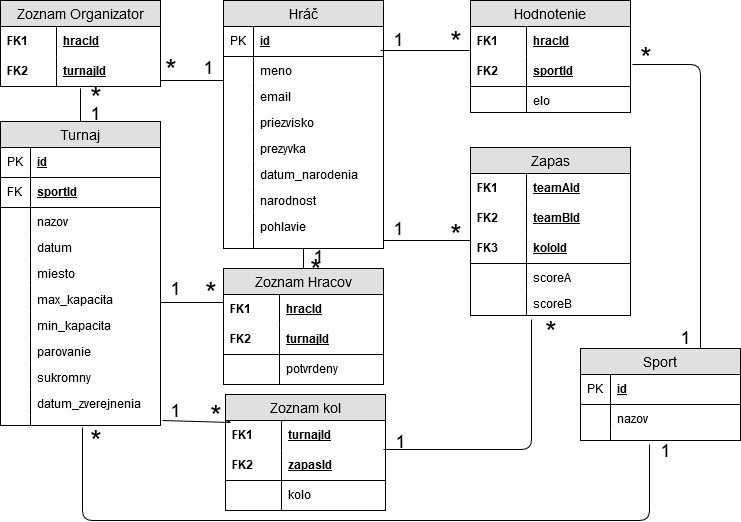 Zoznam Organizator
FK1 hracId
FK2 turnajId
Hráč
PK id
meno
email
priezvisko
prezyvka
datum_narodenia
narodnost
pohlavie
Hodnotenie
FK1 hracId
FK2 sportId
elo
Turnaj
PK id
FK sportId
nazov
datum
miesto
max_kapacita
min_kapacita
parovanie
sukromny
datum_zverejnenia
Zapas
FK1 teamAId
FK2 teamBId
FK3 koloId
scoreA
scoreB
Zoznam Hracov
FK1 hracId
FK2 turnajId
potvrdeny
Zoznam kol
FK1 turnajId
FK2 zapasId
kolo
Sport
PK id
nazov
* 1
1 *
*
*
1
1 *
1
*
1 *
1 *
1
*
1
*
1